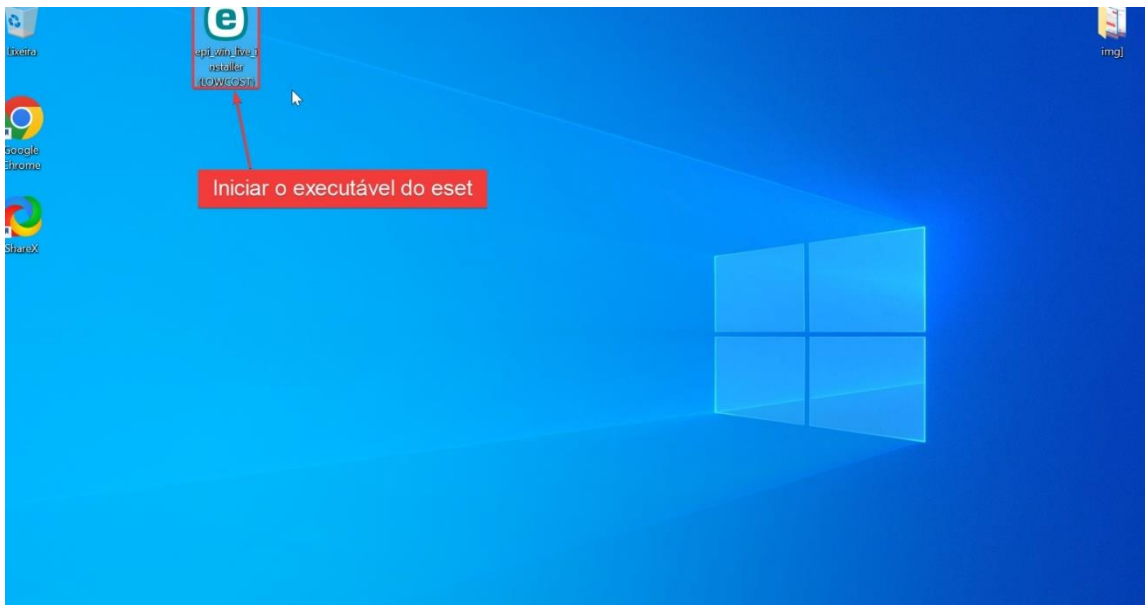 Lixeira
epi_win_live_i
nstaller
(LOWCOST)
img]
Google
Chrome
Iniciar o executável do eset
ShareX